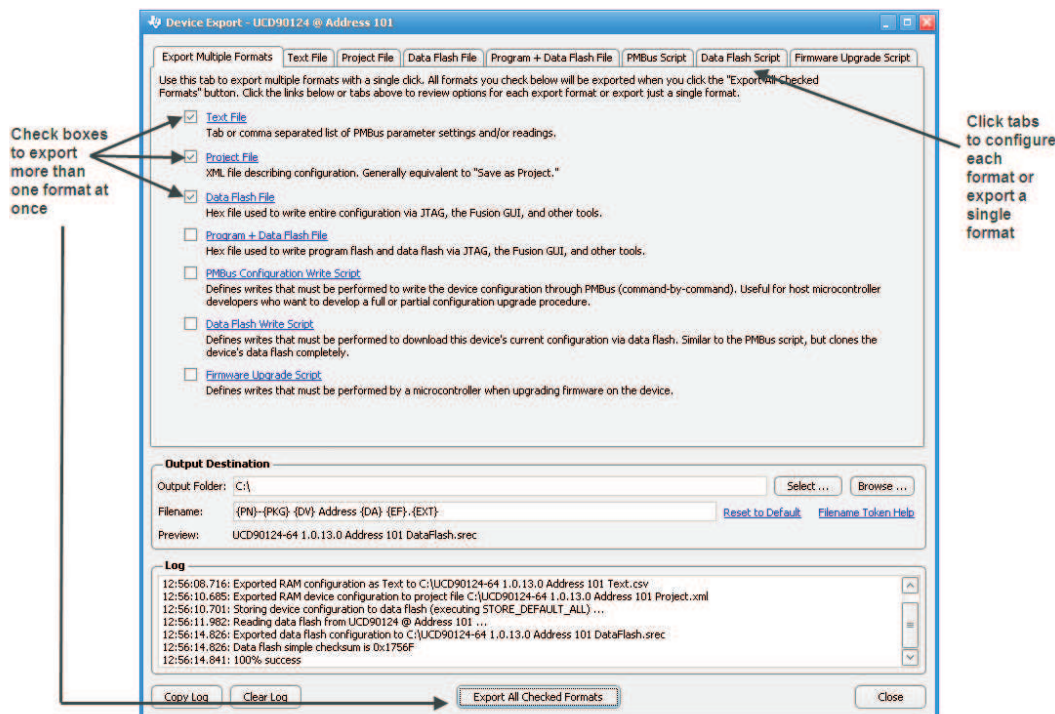 Device Export - UCD90124 @ Address 101
Export Multiple Formats
Text File
Project File
Data Flash File
Program + Data Flash File
PMBus Script
Data Flash Script
Firmware Upgrade Script
Use this tab to export multiple formats with a single click. All formats you check below will be exported when you click the "Export All Checked
Formats" button. Click the links below or tabs above to review options for each export format or export just a single format.
Check boxes
to export
more than
one format at
once
Click tabs
to configure
each
format or
export a
single
format
Text File
Tab or comma separated list of PMBus parameter settings and/or readings.
Project File
XML file describing configuration. Generally equivalent to "Save as Project."
Data Flash File
Hex file used to write entire configuration via JTAG, the Fusion GUI, and other tools.
Program + Data Flash File
Hex file used to write program flash and data flash via JTAG, the Fusion GUI, and other tools.
PMBus Configuration Write Script
Defines writes that must be performed to write the device configuration through PMBus (command-by-command). Useful for host microcontroller
developers who want to develop a full or partial configuration upgrade procedure.
Data Flash Write Script
Defines writes that must be performed to download this device's current configuration via data flash. Similar to the PMBus script, but clones the
device's data flash completely.
Firmware Upgrade Script
Defines writes that must be performed by a microcontroller when upgrading firmware on the device.
Output Destination
Output Folder: C:\
Select ...
Browse ...
Filename: {PN}-{PKG} {DV} Address {DA} {EF}.{EXT}
Reset to Default
Filename Token Help
Preview: UCD90124-64 1.0.13.0 Address 101 DataFlash.srec
Log
12:56:08.716: Exported RAM configuration as Text to C:\UCD90124-64 1.0.13.0 Address 101 Text.csv
12:56:10.685: Exported RAM device configuration to project file C:\UCD90124-64 1.0.13.0 Address 101 Project.xml
12:56:10.701: Storing device configuration to data flash (executing STORE_DEFAULT_ALL) ...
12:56:11.982: Reading data flash from UCD90124 @ Address 101 ...
12:56:14.826: Exported data flash configuration to C:\UCD90124-64 1.0.13.0 Address 101 DataFlash.srec
12:56:14.826: Data flash simple checksum is 0x1756F
12:56:14.841: 100% success
Copy Log
Clear Log
Export All Checked Formats
Close